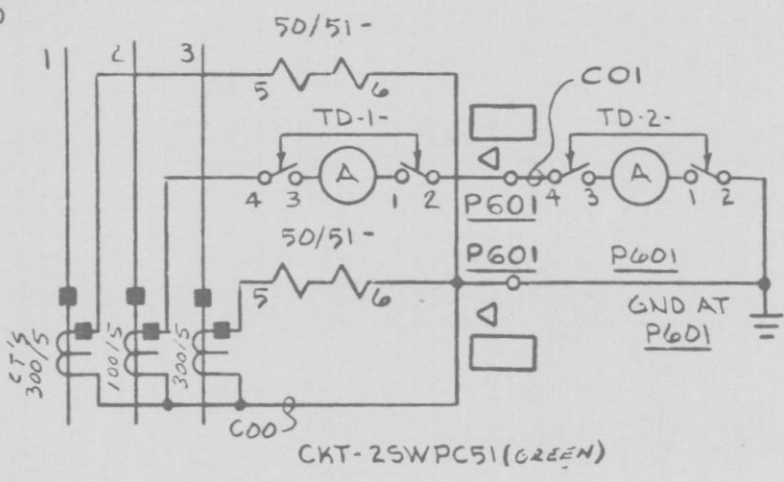 50/51-
1 2 3
5 6
C01
TD-1-
TD-2-
A
A
4 3 1 2
4 3 1 2
P601
50/51-
P601
P601
5 6
GND AT
P601
CT'S
300/5
100/5
300/5
C00
CKT-2SWPC51 (GREEN)